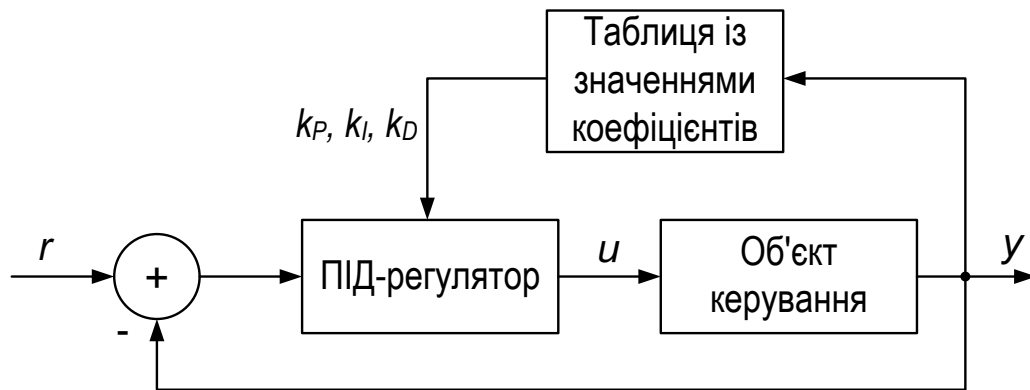 Таблиця із
значеннями
коефіцієнтів
kP, kI, kD
r
+
-
ПІД-регулятор
u
Об'єкт
керування
y